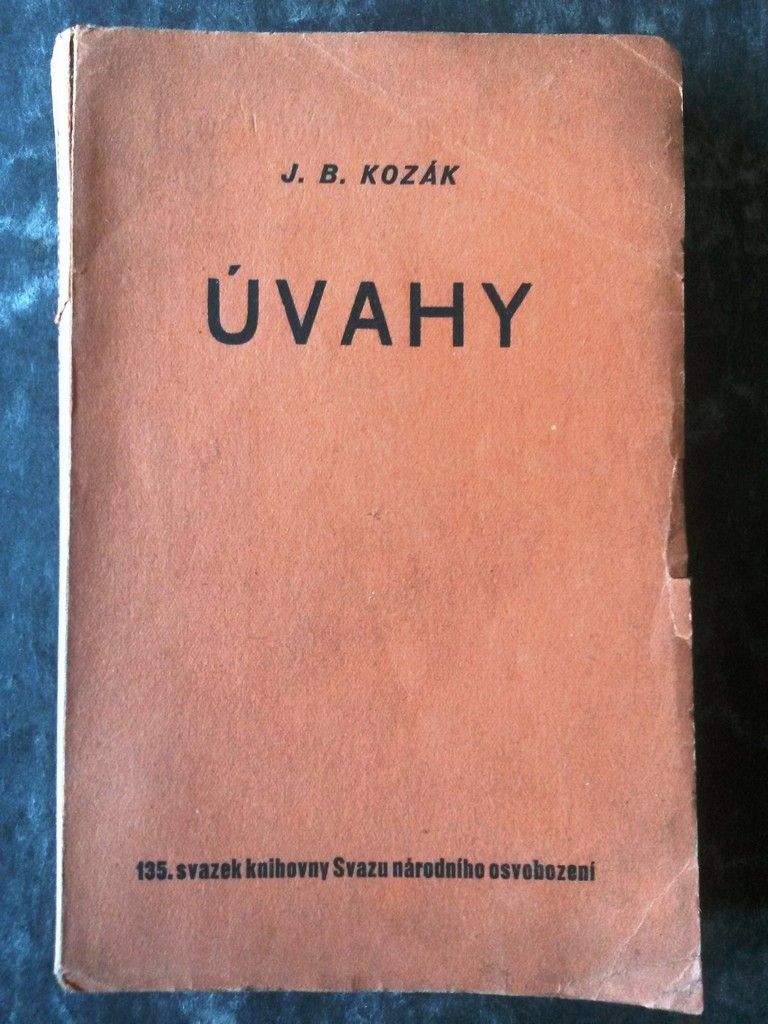 J. B. KOZÁK
ÚVAHY
135. svazek knihovny Svazu národního osvobození